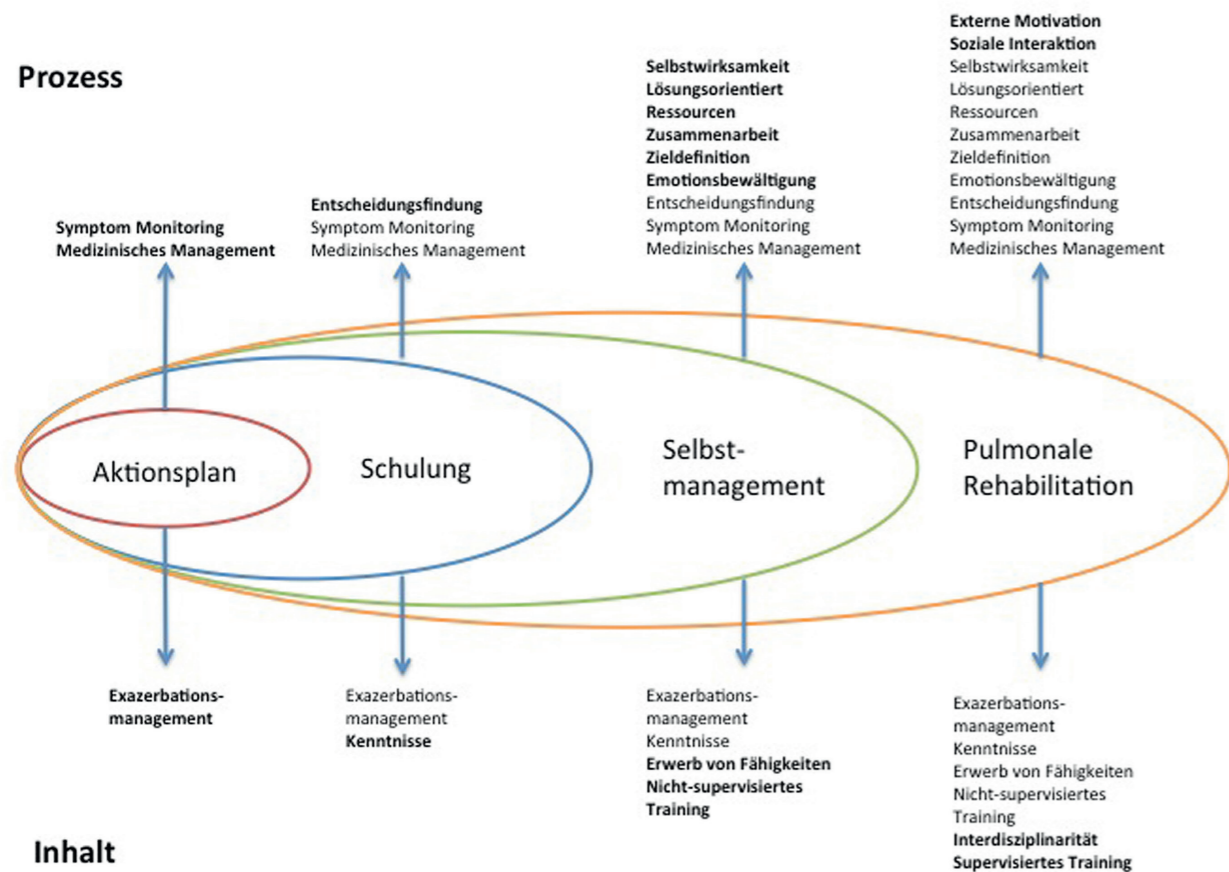 Prozess
Symptom Monitoring
Medizinisches Management
Entscheidungsfindung
Symptom Monitoring
Medizinisches Management
Selbstwirksamkeit
Lösungsorientiert
Ressourcen
Zusammenarbeit
Zieldefinition
Emotionsbewältigung
Entscheidungsfindung
Symptom Monitoring
Medizinisches Management
Externe Motivation
Soziale Interaktion
Selbstwirksamkeit
Lösungsorientiert
Ressourcen
Zusammenarbeit
Zieldefinition
Emotionsbewältigung
Entscheidungsfindung
Symptom Monitoring
Medizinisches Management
Aktionsplan
Schulung
Selbst-
management
Pulmonale
Rehabilitation
Exazerbations-
management
Exazerbations-
management
Kenntnisse
Exazerbations-
management
Kenntnisse
Erwerb von Fähigkeiten
Nicht-supervisiertes
Training
Exazerbations-
management
Kenntnisse
Erwerb von Fähigkeiten
Nicht-supervisiertes
Training
Interdisziplinarität
Supervisiertes Training
Inhalt